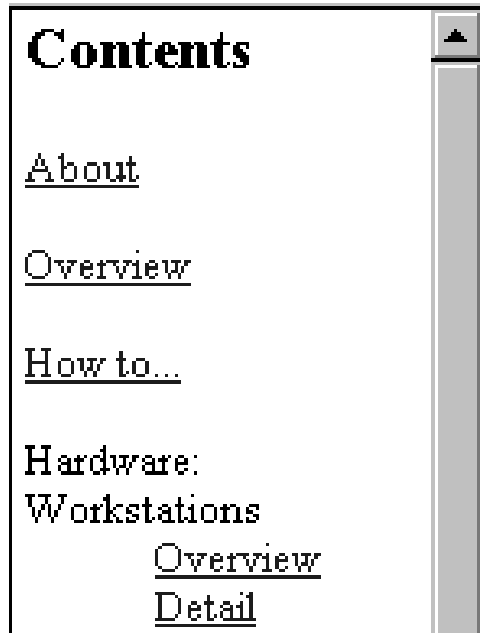 Contents
About
Overview
How to...
Hardware:
Workstations
Overview
Detail